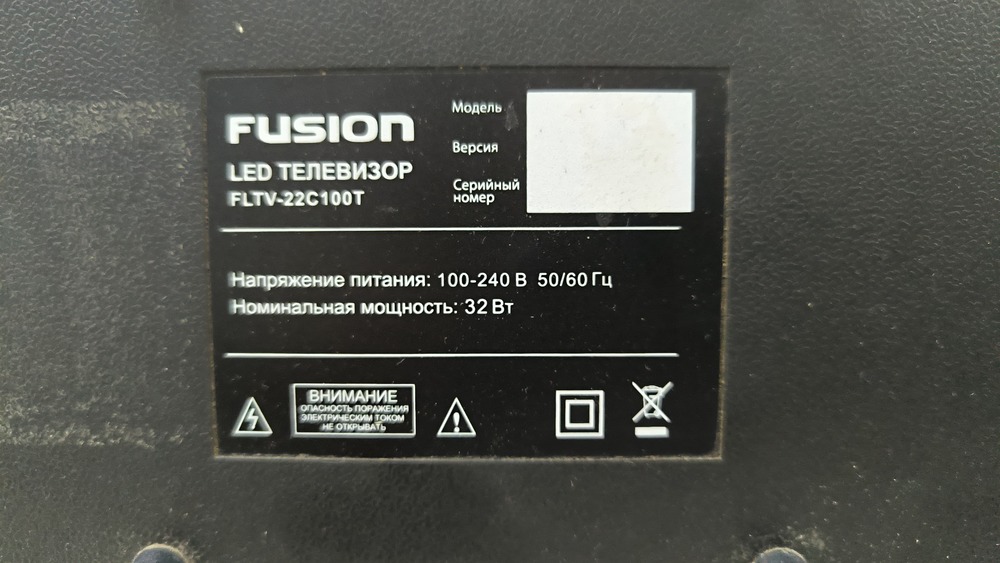 FUSION
LED ТЕЛЕВИЗОР
FLTV-22C100T
Модель
Версия
Серийный
номер
Напряжение питания: 100-240 В 50/60 Гц
Номинальная мощность: 32 Вт
ВНИМАНИЕ
ОПАСНОСТЬ ПОРАЖЕНИЯ
ЭЛЕКТРИЧЕСКИМ ТОКОМ
НЕ ОТКРЫВАТЬ